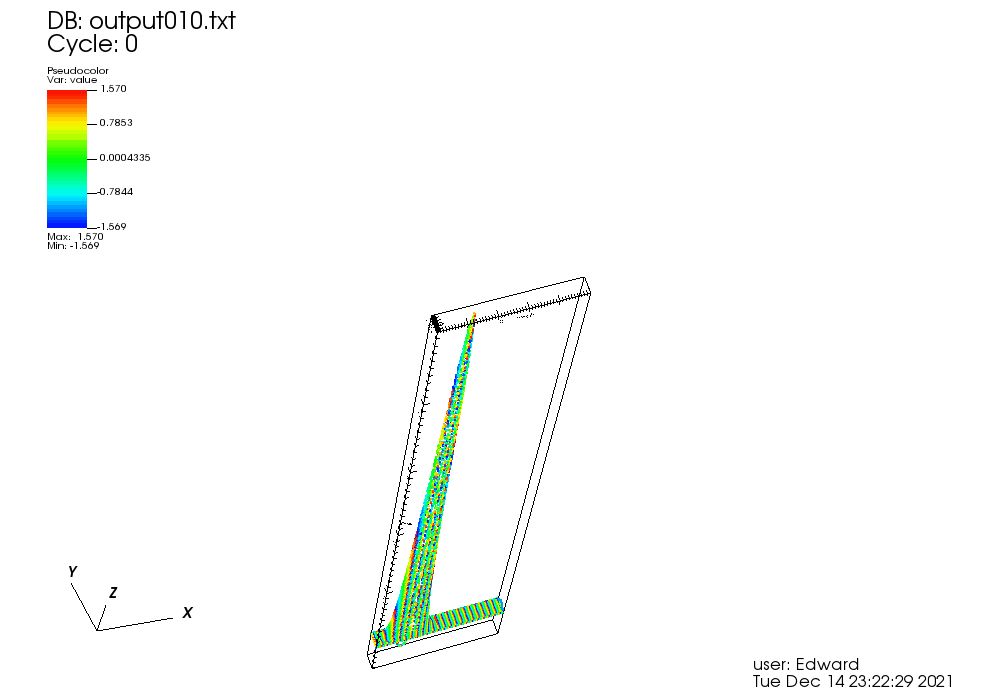 DB: output010.txt
Cycle: 0
Pseudocolor
Var: value
1.570
0.7853
0.0004335
-0.7844
-1.569
Max: 1.570
Min: -1.569
Y
Z
X
user: Edward
Tue Dec 14 23:22:29 2021